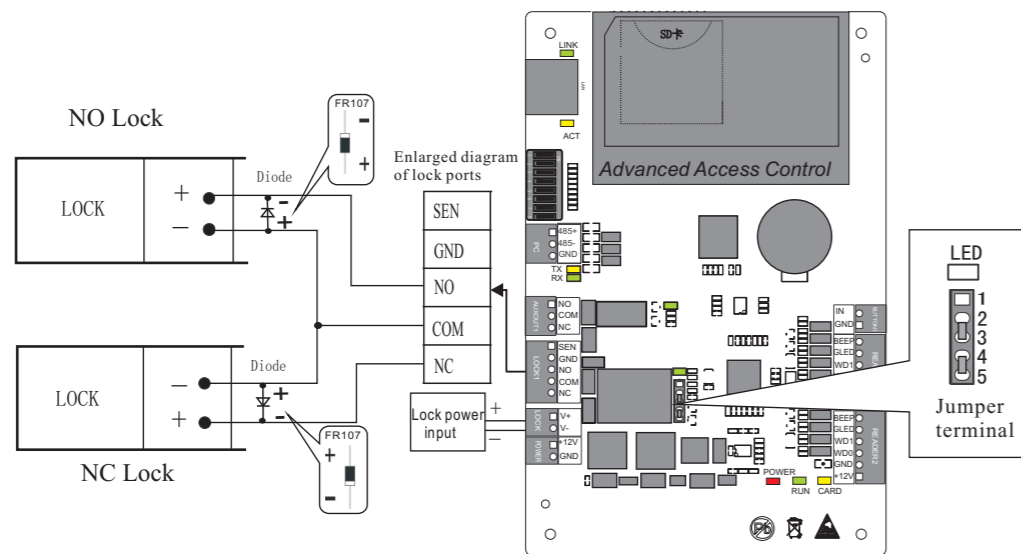 NO Lock
LOCK
+
−
Diode
-
+
FR107
-
+
Enlarged diagram
of lock ports
SEN
GND
NO
COM
NC
LOCK
−
+
Diode
+
-
FR107
+
-
NC Lock
Lock power
input
+
−
LINK
LAN
ACT
SD卡
Advanced Access Control
PC
485+
485-
GND
TX
RX
AUXOUT1
NO
COM
NC
LOCK1
SEN
GND
NO
COM
NC
LOCK
V+
V-
POWER
+12V
GND
IN
GND
BUTTON1
BEEP
GLED
WD1
BEEP
GLED
WD1
WD0
GND
+12V
READER2
POWER
RUN
CARD
Pb
LED
1
2
3
4
5
Jumper
terminal